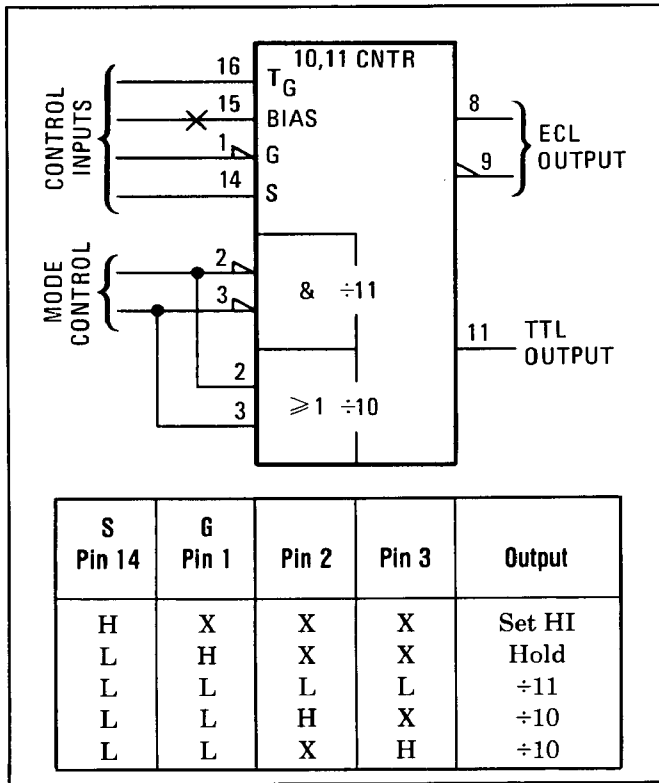 10,11 CNTR
CONTROL INPUTS
16 TG
15 BIAS
1 G
14 S
8
9
ECL OUTPUT
MODE CONTROL
2
3
& ÷11
2
3
≥1 ÷10
11 TTL OUTPUT
S Pin 14 G Pin 1 Pin 2 Pin 3 Output
H X X X Set HI
L H X X Hold
L L L L ÷11
L L H X ÷10
L L X H ÷10